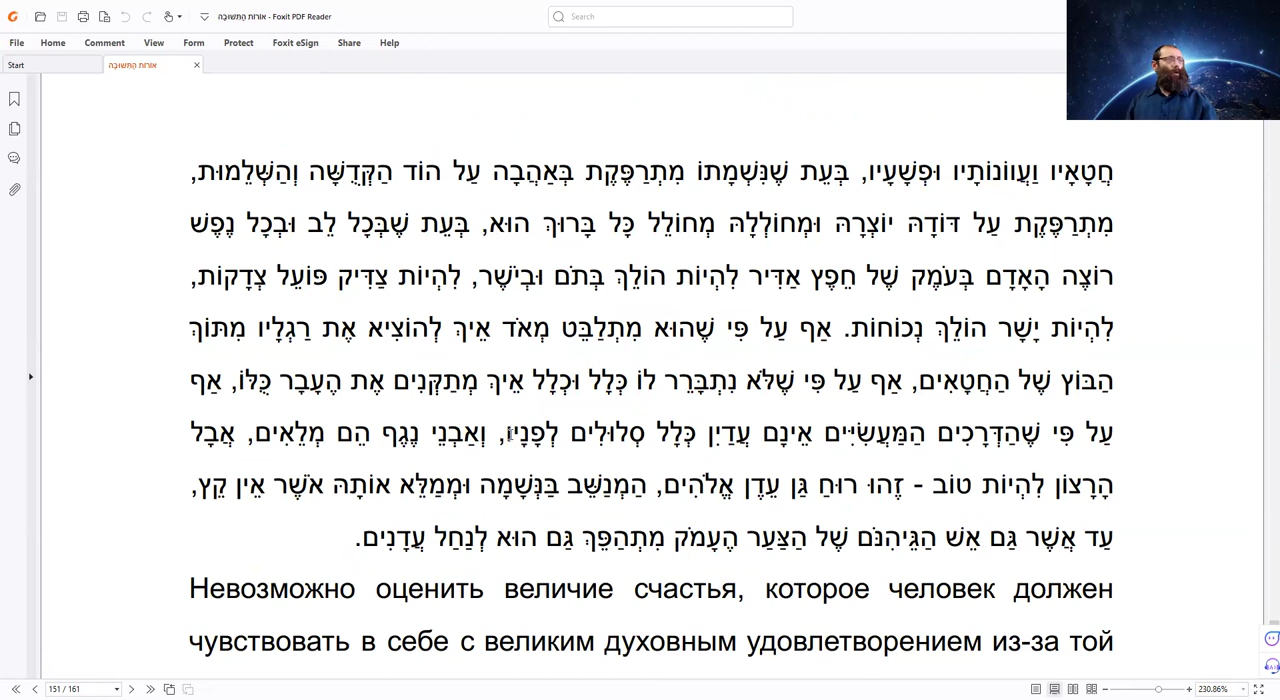 אורות התשובה - Foxit PDF Reader
Search
File Home Comment View Form Protect Foxit eSign Share Help
Start אורות התשובה
חֲטָאָיו וַעֲווֹנוֹתָיו וּפְשָׁעָיו, בְּעֵת שֶׁנִּשְׁמָתוֹ מִתְרַפֶּקֶת בְּאַהֲבָה עַל הוֹד הַקְּדֻשָּׁה וְהַשְּׁלֵמוּת,
מִתְרַפֶּקֶת עַל דּוֹדָהּ יוֹצְרָהּ וּמְחוֹלְלָהּ מְחוֹלֵל כָּל בָּרוּךְ הוּא, בְּעֵת שֶׁבְּכָל לֵב וּבְכָל נֶפֶשׁ
רוֹצֶה הָאָדָם בְּעֹמֶק שֶׁל חֵפֶץ אַדִּיר לִהְיוֹת הוֹלֵךְ בְּתֹם וּבְיֹשֶׁר, לִהְיוֹת צַדִּיק פּוֹעֵל צְדָקוֹת,
לִהְיוֹת יָשָׁר הוֹלֵךְ נְכוֹחוֹת. אַף עַל פִּי שֶׁהוּא מִתְלַבֵּט מְאֹד אֵיךְ לְהוֹצִיא אֶת רַגְלָיו מִתּוֹךְ
הַבּוֹץ שֶׁל הַחֲטָאִים, אַף עַל פִּי שֶׁלֹּא נִתְבָּרֵר לוֹ כְּלָל וּכְלָל אֵיךְ מְתַקְּנִים אֶת הֶעָבָר כֻּלּוֹ, אַף
עַל פִּי שֶׁהַדְּרָכִים הַמַּעֲשִׂיִּים אֵינָם עֲדַיִן כְּלָל סְלוּלִים לְפָנָיו, וְאַבְנֵי נֶגֶף הֵם מְלֵאִים, אֲבָל
הָרָצוֹן לִהְיוֹת טוֹב - זֶהוּ רוּחַ גַּן עֵדֶן אֱלֹהִים, הַמְנַשֵּׁב בַּנְּשָׁמָה וּמְמַלֵּא אוֹתָהּ אֹשֶׁר אֵין קֵץ,
עַד אֲשֶׁר גַּם אֵשׁ הַגֵּיהִנֹּם שֶׁל הַצַּעַר הֶעָמֹק מִתְהַפֵּךְ גַּם הוּא לְנַחַל עֲדָנִים.
Невозможно оценить величие счастья, которое человек должен
чувствовать в себе с великим духовным удовлетворением из-за той
151 / 161 230.86%